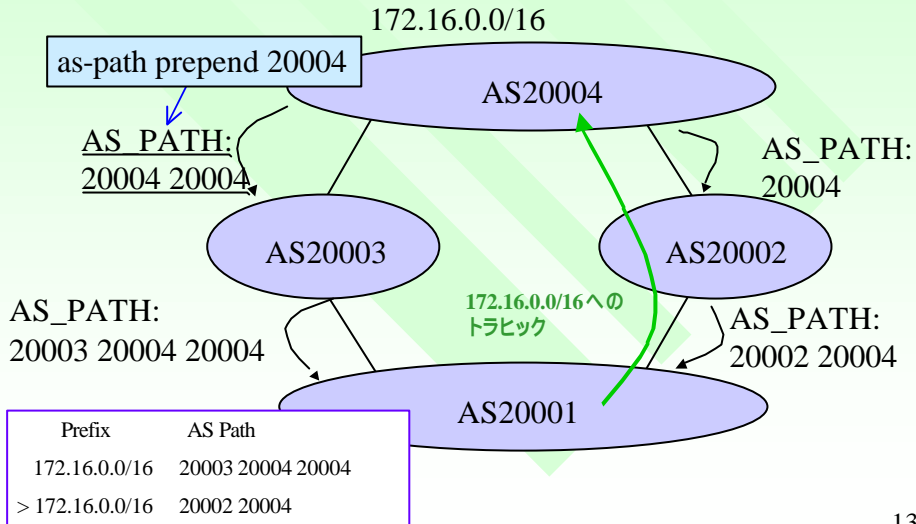 172.16.0.0/16
as-path prepend 20004
AS20004
AS_PATH:
20004 20004
AS_PATH:
20004
AS20003
AS20002
172.16.0.0/16への
トラヒック
AS_PATH:
20003 20004 20004
AS_PATH:
20002 20004
AS20001
Prefix AS Path
172.16.0.0/16 20003 20004 20004
> 172.16.0.0/16 20002 20004
13